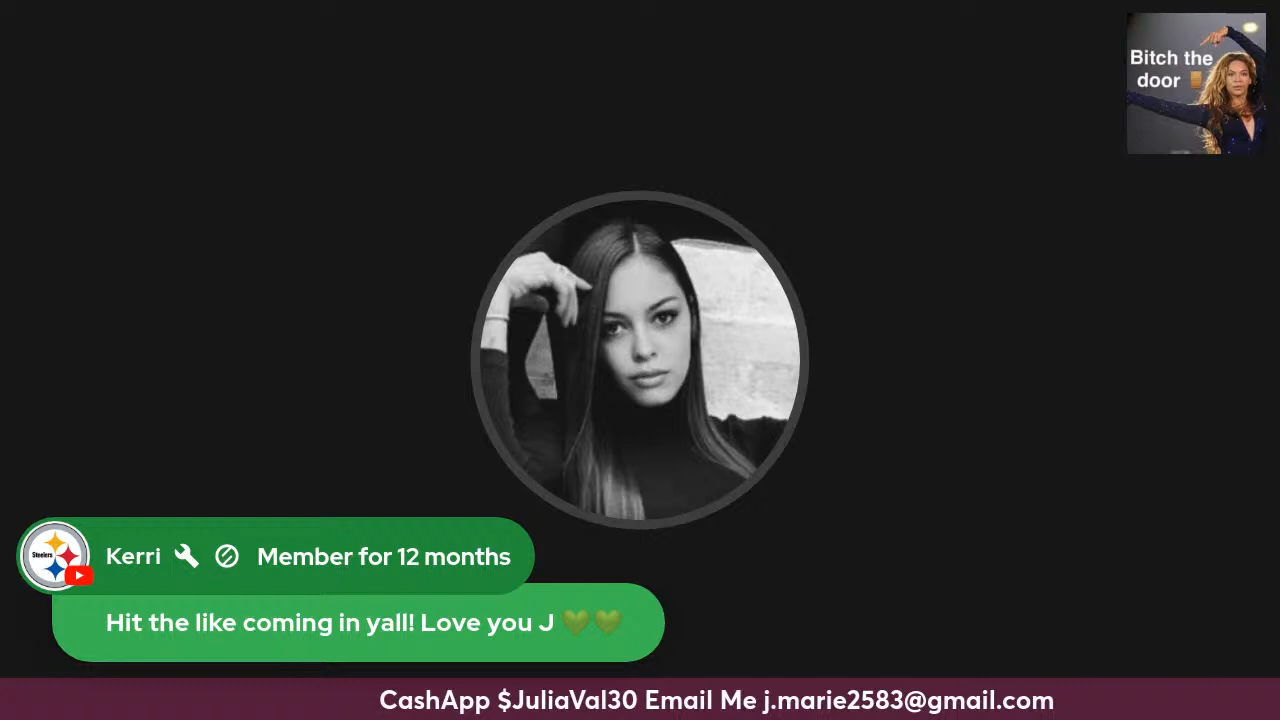 Bitch the
door
Steelers
Kerri Member for 12 months
Hit the like coming in yall! Love you J 💚💚
CashApp $JuliaVal30 Email Me j.marie2583@gmail.com